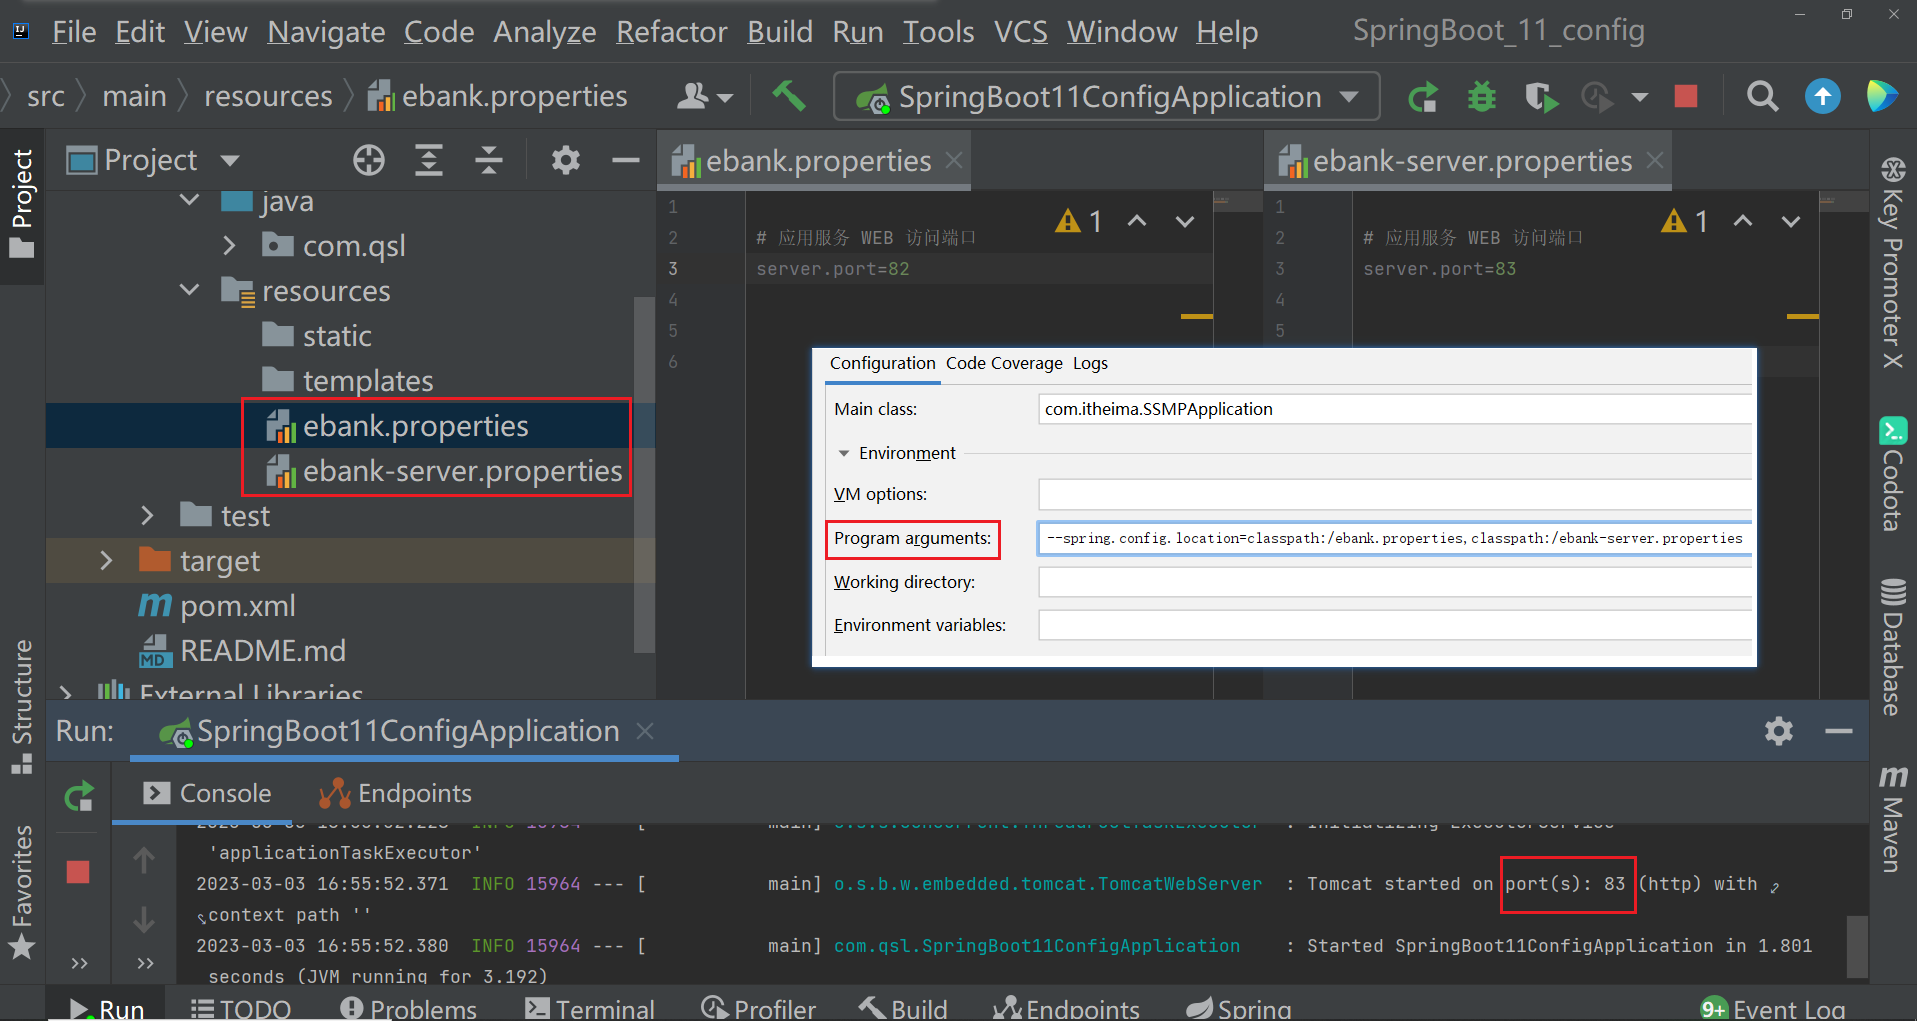 File Edit View Navigate Code Analyze Refactor Build Run Tools VCS Window Help SpringBoot_11_config
src main resources ebank.properties SpringBoot11ConfigApplication
Project
Project
ebank.properties
ebank-server.properties
java
com.qsl
resources
static
templates
ebank.properties
ebank-server.properties
test
target
pom.xml
README.md
External Libraries
1
2 # 应用服务 WEB 访问端口
3 server.port=82
4
5
6
1
1
2 # 应用服务 WEB 访问端口
3 server.port=83
4
5
1
Configuration Code Coverage Logs
Main class: com.itheima.SSMPApplication
Environment
VM options:
Program arguments: --spring.config.location=classpath:/ebank.properties,classpath:/ebank-server.properties
Working directory:
Environment variables:
Key Promoter X
Codota
Database
Maven
Structure
Favorites
Run: SpringBoot11ConfigApplication
Console Endpoints
'applicationTaskExecutor'
2023-03-03 16:55:52.371 INFO 15964 --- [ main] o.s.b.w.embedded.tomcat.TomcatWebServer : Tomcat started on port(s): 83 (http) with
context path ''
2023-03-03 16:55:52.380 INFO 15964 --- [ main] com.qsl.SpringBoot11ConfigApplication : Started SpringBoot11ConfigApplication in 1.801
seconds (JVM running for 3.192)
Run TODO Problems Terminal Profiler Build Endpoints Spring 9+ Event Log